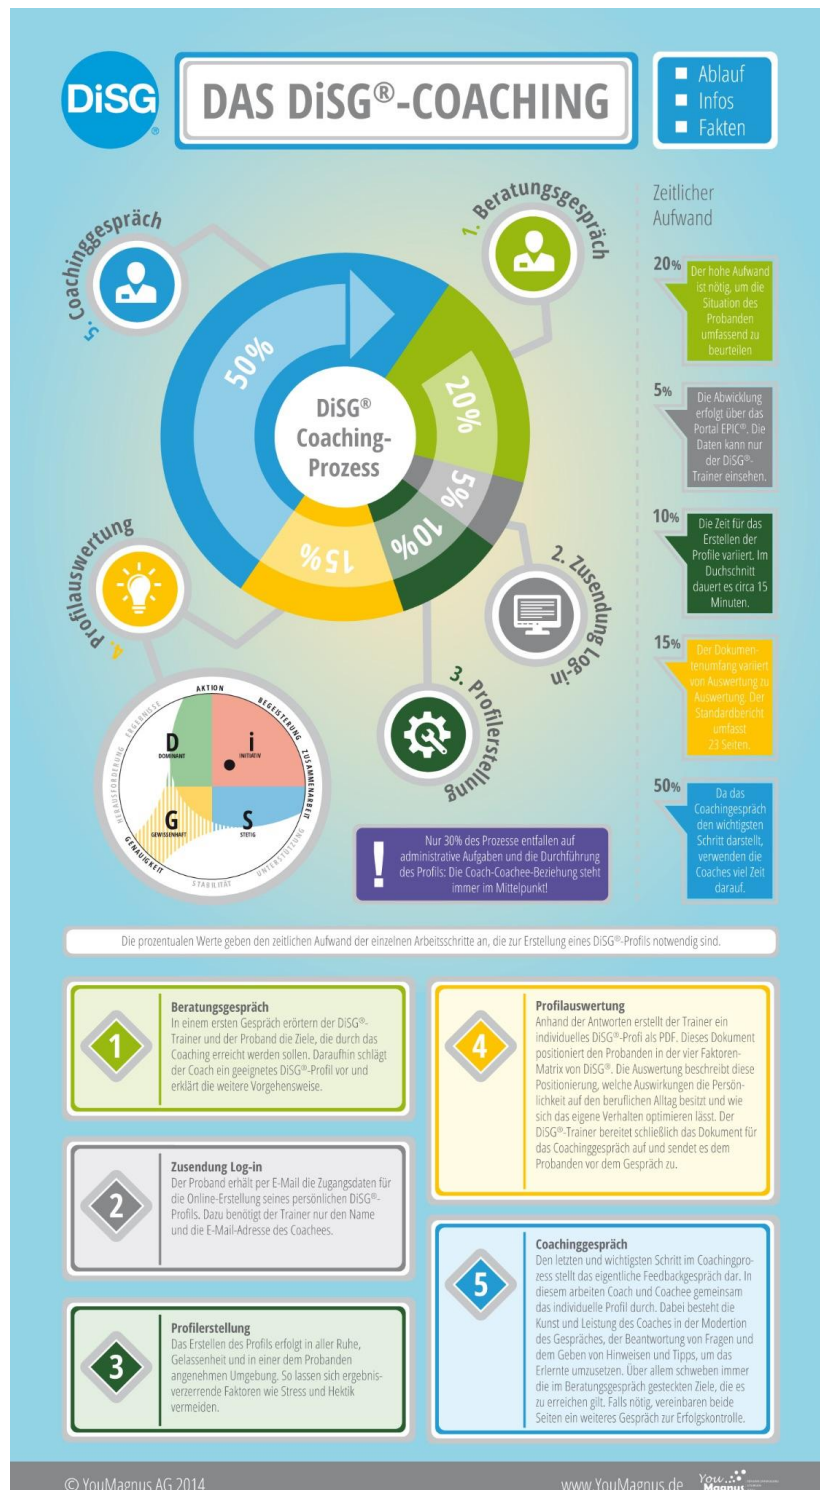 DiSG®
DAS DiSG®-COACHING
Ablauf
Infos
Fakten
1. Beratungsgespräch
2. Zusendung Log-in
3. Profilerstellung
4. Profilauswertung
5. Coachinggespräch
50%
20%
5%
10%
15%
DiSG®
Coaching-
Prozess
Zeitlicher
Aufwand
20%
Der hohe Aufwand
ist nötig, um die
Situation des
Probanden
umfassend zu
beurteilen
5%
Die Abwicklung
erfolgt über das
Portal EPIC®. Die
Daten kann nur
der DiSG®-
Trainer einsehen.
10%
Die Zeit für das
Erstellen der
Profile variiert. Im
Duchschnitt
dauert es circa 15
Minuten.
15%
Der Dokumen-
tenumfang variiert
von Auswertung zu
Auswertung. Der
Standardbericht
umfasst
23 Seiten.
50%
Da das
Coachingespräch
den wichtigsten
Schritt darstellt,
verwenden die
Coaches viel Zeit
darauf.
AKTION
BEGEISTERUNG
ZUSAMMENARBEIT
UNTERSTÜTZUNG
STABILITÄT
GENAUIGKEIT
HERAUSFORDERUNG
ERGEBNISSE
D
DOMINANT
i
INITIATIV
G
GEWISSENHAFT
S
STETIG
!
Nur 30% des Prozesse entfallen auf
administrative Aufgaben und die Durchführung
des Profils: Die Coach-Coachee-Beziehung steht
immer im Mittelpunkt!
Die prozentualen Werte geben den zeitlichen Aufwand der einzelnen Arbeitsschritte an, die zur Erstellung eines DiSG®-Profils notwendig sind.
1
Beratungsgespräch
In einem ersten Gespräch erörtern der DiSG®-
Trainer und der Proband die Ziele, die durch das
Coaching erreicht werden sollen. Daraufhin schlägt
der Coach ein geeignetes DiSG®-Profil vor und
erklärt die weitere Vorgehensweise.
2
Zusendung Log-in
Der Proband erhält per E-Mail die Zugangsdaten für
die Online-Erstellung seines persönlichen DiSG®-
Profils. Dazu benötigt der Trainer nur den Name
und die E-Mail-Adresse des Coachees.
3
Profilerstellung
Das Erstellen des Profils erfolgt in aller Ruhe,
Gelassenheit und in einer dem Probanden
angenehmen Umgebung. So lassen sich ergebnis-
verzerrende Faktoren wie Stress und Hektik
vermeiden.
4
Profilauswertung
Anhand der Antworten erstellt der Trainer ein
individuelles DiSG®-Profi als PDF. Dieses Dokument
positioniert den Probanden in der vier Faktoren-
Matrix von DiSG®. Die Auswertung beschreibt diese
Positionierung, welche Auswirkungen die Persön-
lichkeit auf den beruflichen Alltag besitzt und wie
sich das eigene Verhalten optimieren lässt. Der
DiSG®-Trainer bereitet schließlich das Dokument für
das Coachinggespräch auf und sendet es dem
Probanden vor dem Gespräch zu.
5
Coachinggespräch
Den letzten und wichtigsten Schritt im Coachingpro-
zess stellt das eigentliche Feedbackgespräch dar. In
diesem arbeiten Coach und Coachee gemeinsam
das individuelle Profil durch. Dabei besteht die
Kunst und Leistung des Coaches in der Modertion
des Gespräches, der Beantwortung von Fragen und
dem Geben von Hinweisen und Tipps, um das
Erlernte umzusetzen. Über allem schweben immer
die im Beratungsgespräch gesteckten Ziele, die es
zu erreichen gilt. Falls nötig, vereinbaren beide
Seiten ein weiteres Gespräch zur Erfolgskontrolle.
© YouMagnus AG 2014
www.YouMagnus.de
You
Magnus